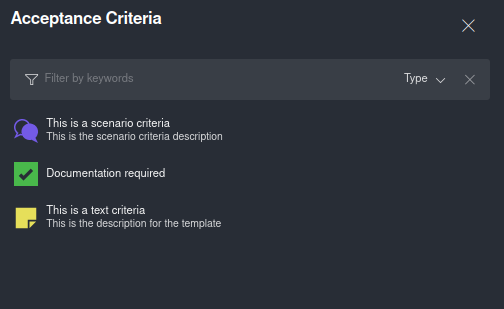 Acceptance Criteria
Filter by keywords Type
This is a scenario criteria
This is the scenario criteria description
Documentation required
This is a text criteria
This is the description for the template